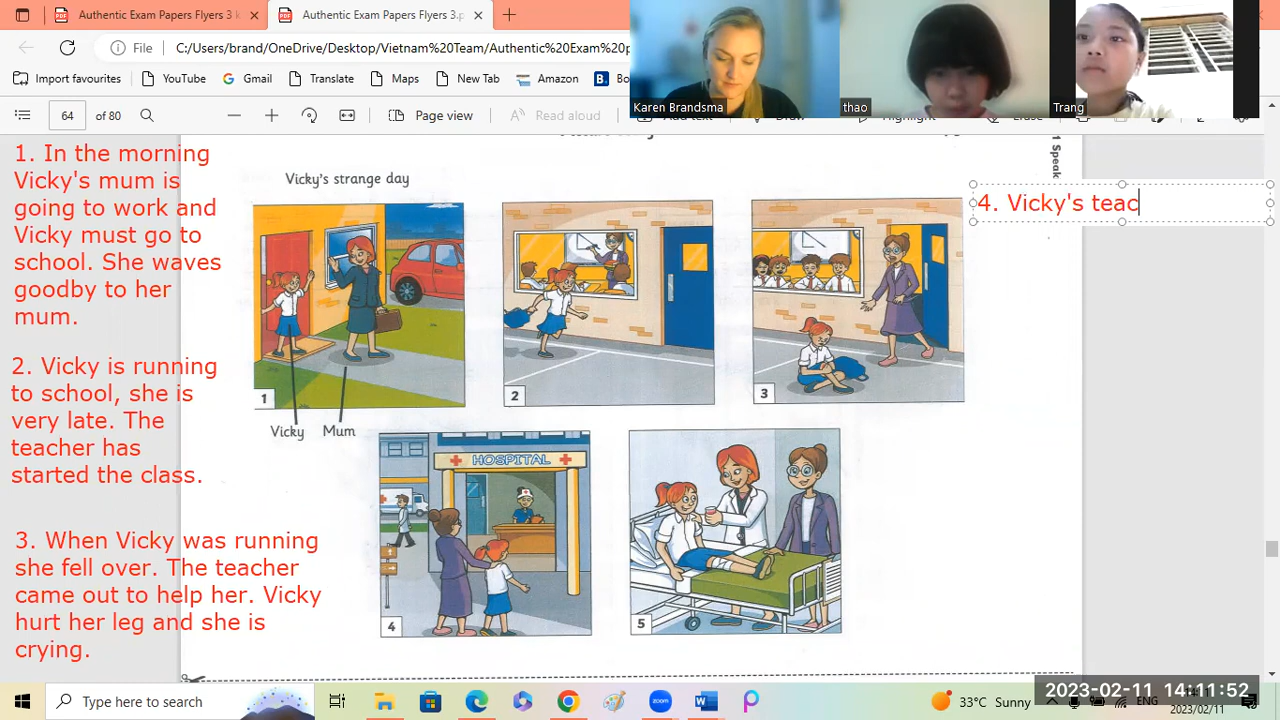 Authentic Exam Papers Flyers 3
Authentic Exam Papers Flyers 3.p
File
C:/Users/brand/OneDrive/Desktop/Vietnam%20Team/Authentic%20Exam%20p
Import favourites
YouTube
Gmail
Translate
Maps
New Tab
Amazon
64
of 80
Page view
Read aloud
Karen Brandsma
thao
Trang
1 Speak
1. In the morning
Vicky's mum is
going to work and
Vicky must go to
school. She waves
goodby to her
mum.
2. Vicky is running
to school, she is
very late. The
teacher has
started the class.
3. When Vicky was running
she fell over. The teacher
came out to help her. Vicky
hurt her leg and she is
crying.
Vicky's strange day
1
2
3
Vicky
Mum
HOSPITAL
4
5
4. Vicky's teac
Type here to search
zoom
33°C Sunny
ENG
2023-02-11 14:11:52
2023/02/11